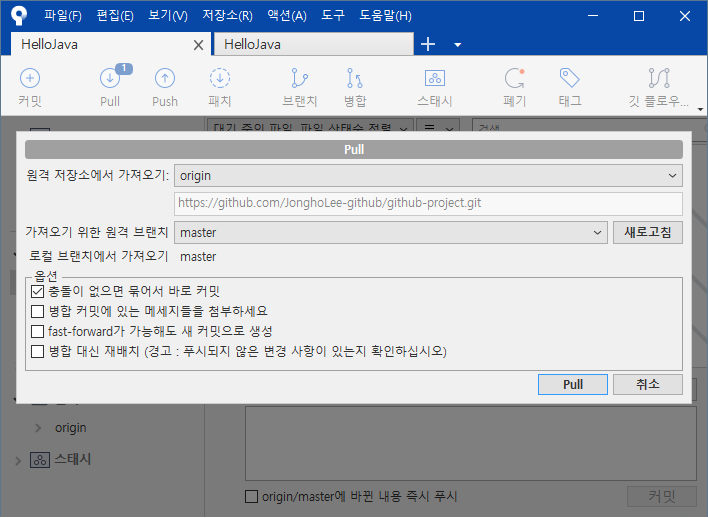 파일(F) 편집(E) 보기(V) 저장소(R) 액션(A) 도구 도움말(H)
HelloJava HelloJava
1
커밋 Pull Push 패치 브랜치 병합 스태시 폐기 태그 깃 플로우...
대기 중인 파일, 파일 상태순 정렬 검색
Pull
원격 저장소에서 가져오기: origin
https://github.com/JonghoLee-github/github-project.git
가져오기 위한 원격 브랜치 master 새로고침
로컬 브랜치에서 가져오기 master
옵션
충돌이 없으면 묶어서 바로 커밋
병합 커밋에 있는 메세지들을 첨부하세요
fast-forward가 가능해도 새 커밋으로 생성
병합 대신 재배치 (경고 : 푸시되지 않은 변경 사항이 있는지 확인하십시오)
Pull 취소
origin
스태시
origin/master에 바뀐 내용 즉시 푸시 커밋